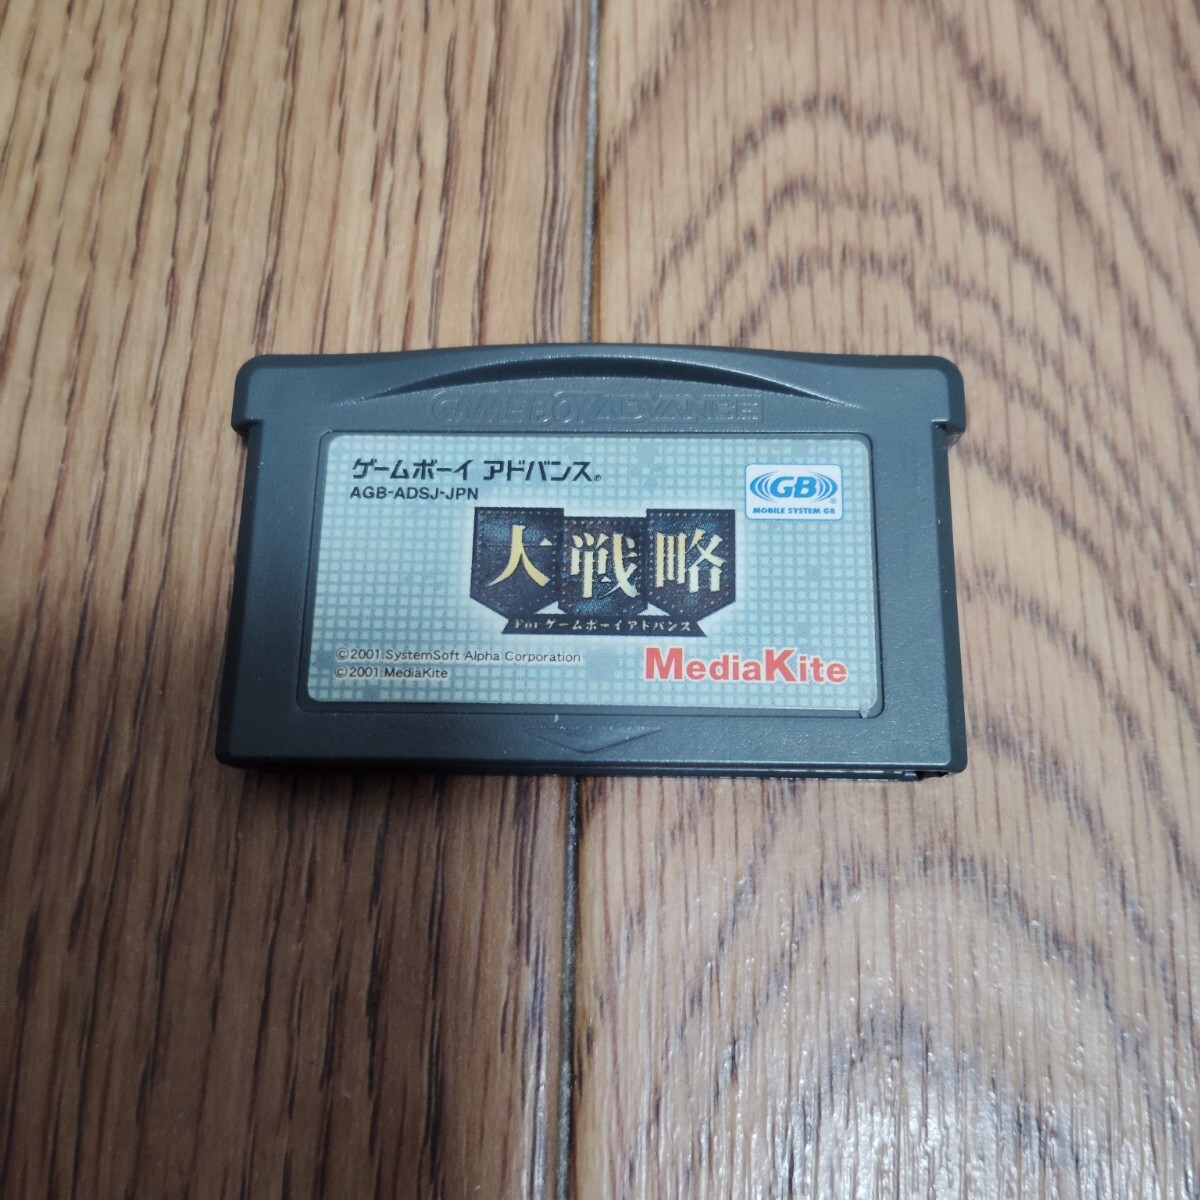 GAME BOY ADVANCE
ゲームボーイ アドバンス®
AGB-ADSJ-JPN
GB®
MOBILE SYSTEM GB
大戦略
For ゲームボーイアドバンス
©2001.SystemSoft Alpha Corporation
©2001.MediaKite
MediaKite